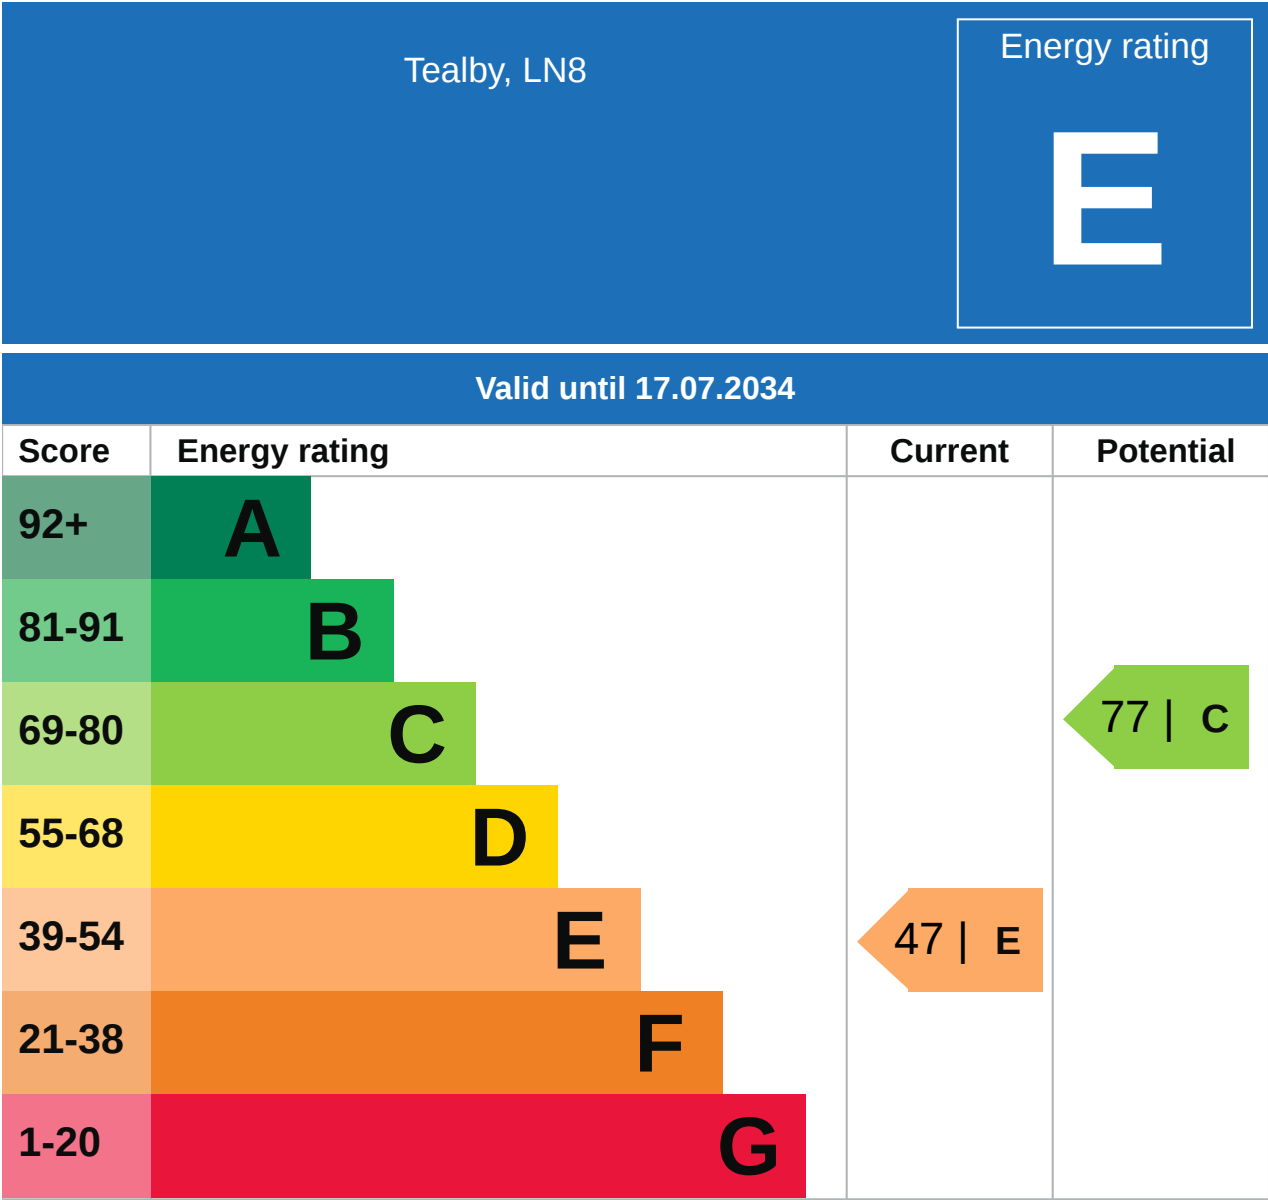 Tealby, LN8
Energy rating
E
Valid until 17.07.2034
Score Energy rating Current Potential
92+ A
81-91 B
69-80 C
77 | C
55-68 D
39-54 E
47 | E
21-38 F
1-20 G